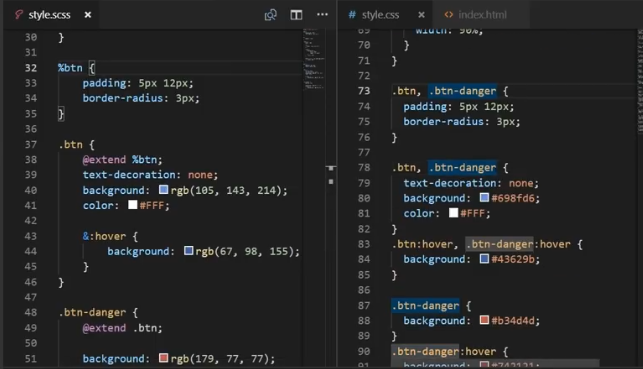 style.scss
30 }
31
32 %btn {
33 padding: 5px 12px;
34 border-radius: 3px;
35 }
36
37 .btn {
38 @extend %btn;
39 text-decoration: none;
40 background: rgb(105, 143, 214);
41 color: #FFF;
42
43 &:hover {
44 background: rgb(67, 98, 155);
45 }
46 }
47
48 .btn-danger {
49 @extend .btn;
50
51 background: rgb(179, 77, 77);
# style.css
<> index.html
69 width: 90%;
70 }
71 }
72
73 .btn, .btn-danger {
74 padding: 5px 12px;
75 border-radius: 3px;
76 }
77
78 .btn, .btn-danger {
79 text-decoration: none;
80 background: #698fd6;
81 color: #FFF;
82 }
83 .btn:hover, .btn-danger:hover {
84 background: #43629b;
85 }
86
87 .btn-danger {
88 background: #b34d4d;
89 }
90 .btn-danger:hover {
91 background: